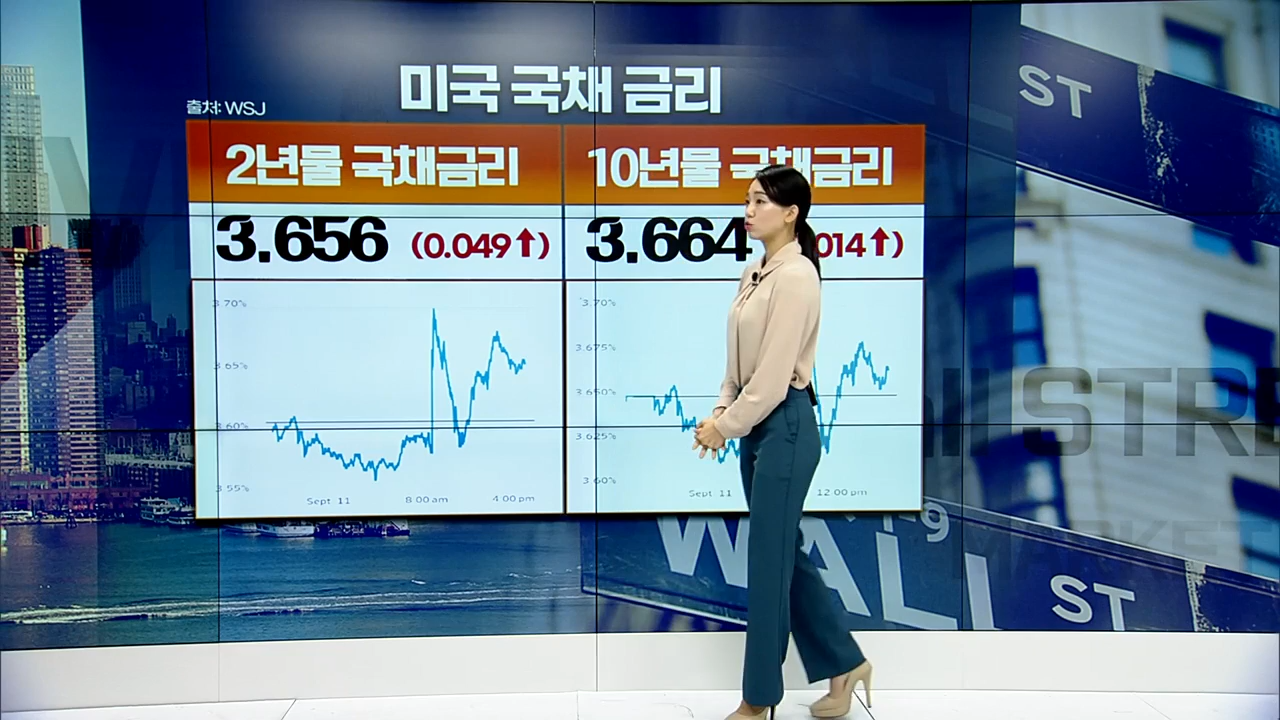 미국 국채 금리
출처: WSJ
2년물 국채금리
10년물 국채금리
3.656 (0.049↑)
3.664 014↑)
3.70%
3.65%
3.60%
3.55%
Sept. 11 8:00 am 4:00 pm
3.70%
3.675%
3.650%
3.625%
3.60%
Sept. 11 12:00 pm
ST
STRE
MARKET
WALL ST